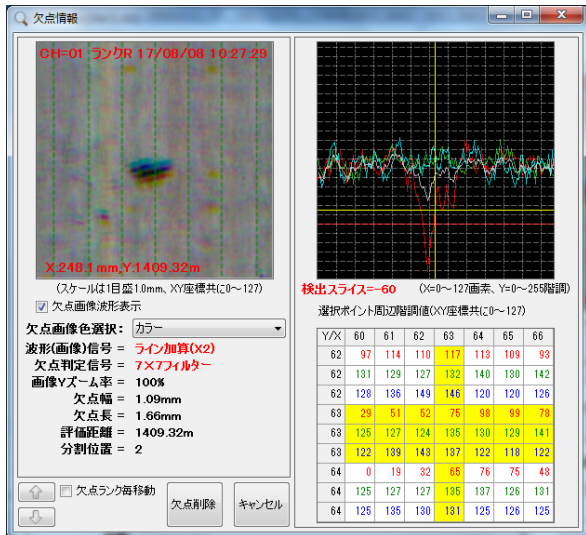 欠点情報
CH=01 ランクR 17/08/08 10:27:29
X:248.1mm,Y:1409.32m
(スケールは1目盛1.0mm、XY座標共に0～127)
欠点画像波形表示
欠点画像色選択: カラー
波形(画像)信号 = ライン加算(X2)
欠点判定信号 = 7×7フィルター
画像Yズーム率 = 100%
欠点幅 = 1.09mm
欠点長 = 1.66mm
評価距離 = 1409.32m
分割位置 = 2
欠点ランク毎移動
欠点削除
キャンセル
検出スライス=-60 (X=0～127画素、Y=0～255階調)
選択ポイント周辺階調値(XY座標共に0～127)
Y/X 60 61 62 63 64 65 66
62 97 114 110 117 113 109 93
62 131 129 127 132 140 130 142
62 128 136 149 146 120 120 126
63 29 51 52 75 98 99 78
63 125 127 124 135 130 129 141
63 122 139 143 137 122 118 122
64 0 19 32 65 76 75 48
64 125 127 127 135 137 126 131
64 125 135 130 131 125 126 125